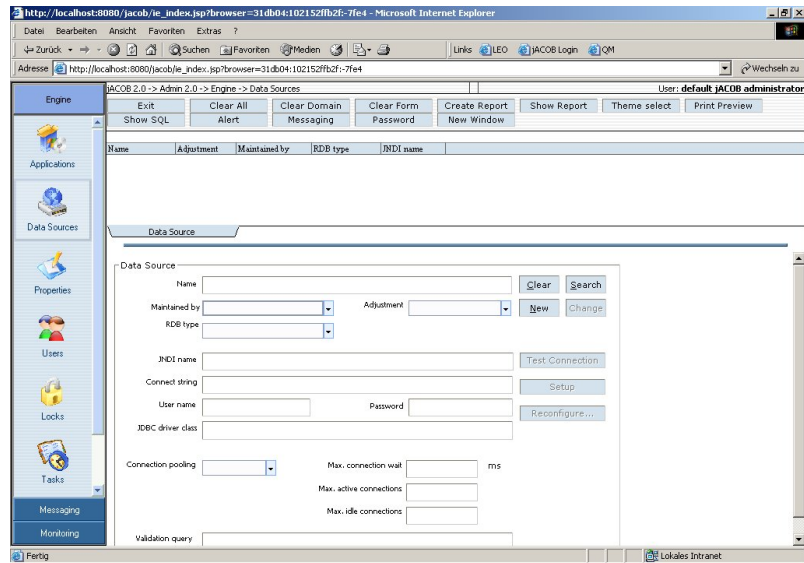 http://localhost:8080/jacob/ie_index.jsp?browser=31db04:102152ffb2f:-7fe4 - Microsoft Internet Explorer
Datei Bearbeiten Ansicht Favoriten Extras ?
Zurück Suchen Favoriten Medien Links LEO jACOB Login QM
Adresse http://localhost:8080/jacob/ie_index.jsp?browser=31db04:102152ffb2f:-7fe4 Wechseln zu
Engine
jACOB 2.0 -> Admin 2.0 -> Engine -> Data Sources User: default jACOB administrator
Exit Clear All Clear Domain Clear Form Create Report Show Report Theme select Print Preview
Show SQL Alert Messaging Password New Window
Name Adjustment Maintained by RDB type JNDI name
Applications
Data Sources
Properties
Users
Locks
Tasks
Messaging
Monitoring
Data Source
Data Source
Name Clear Search
Maintained by Adjustment New Change
RDB type
JNDI name Test Connection
Connect string Setup
User name Password Reconfigure...
JDBC driver class
Connection pooling Max. connection wait ms
Max. active connections
Max. idle connections
Validation query
Fertig Lokales Intranet